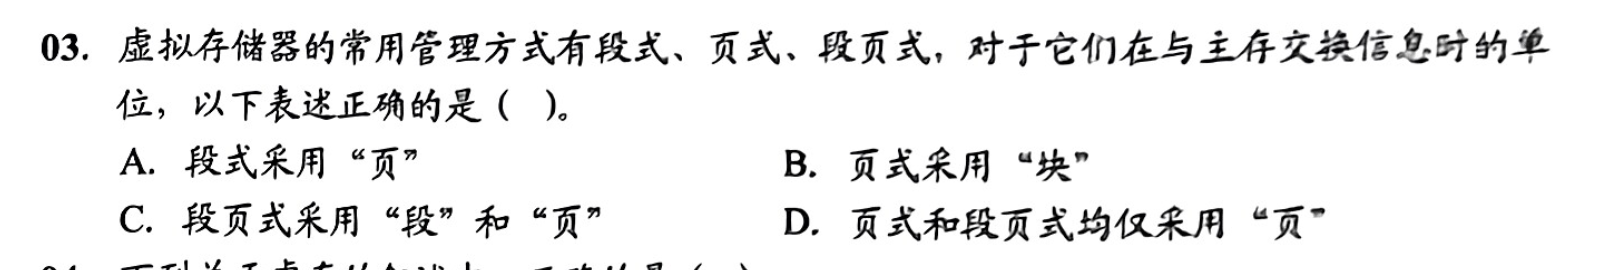 03. 虚拟存储器的常用管理方式有段式、页式、段页式，对于它们在与主存交换信息时的单
位，以下表述正确的是（ ）。
A. 段式采用“页”
B. 页式采用“块”
C. 段页式采用“段”和“页”
D. 页式和段页式均仅采用“页”